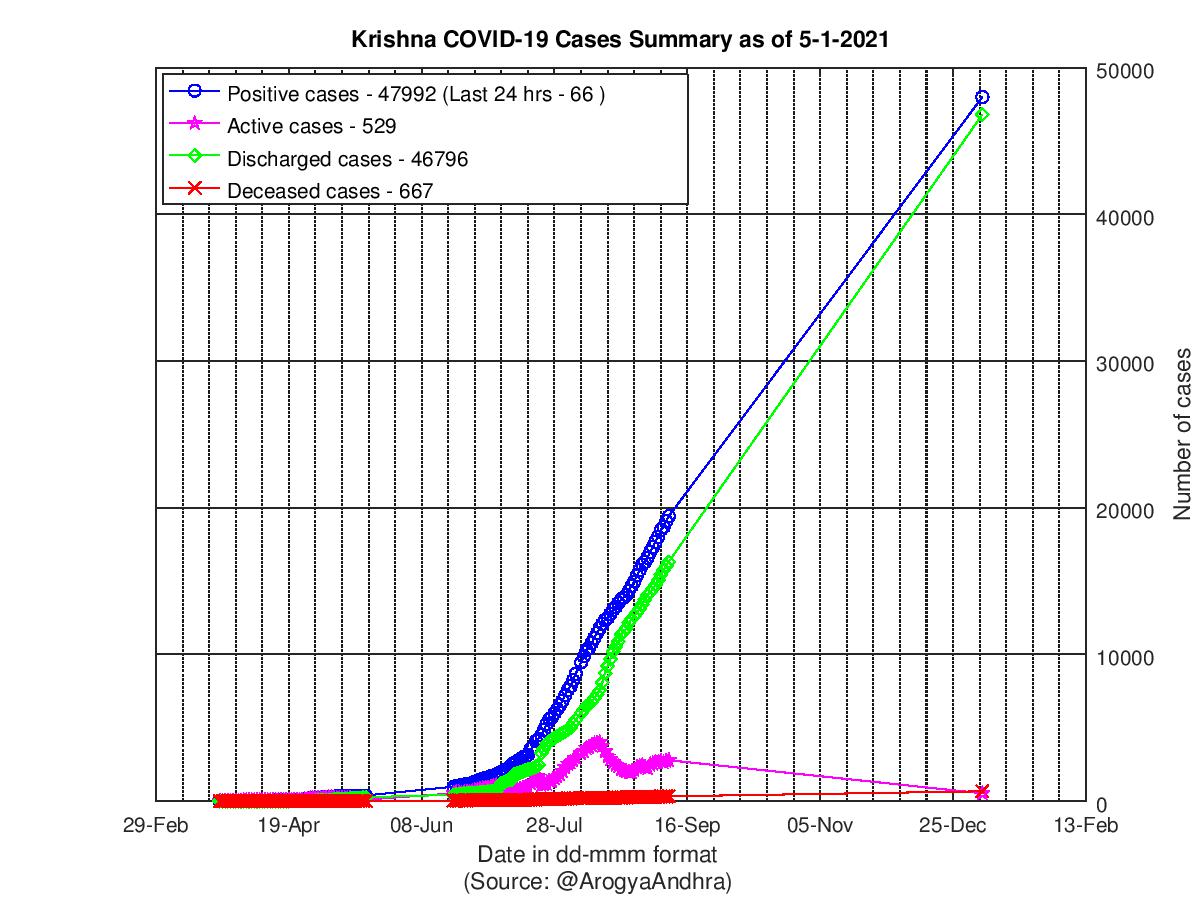 Krishna COVID-19 Cases Summary as of 5-1-2021
Positive cases - 47992 (Last 24 hrs - 66 )
Active cases - 529
Discharged cases - 46796
Deceased cases - 667
50000
40000
30000
20000
10000
0
Number of cases
29-Feb 19-Apr 08-Jun 28-Jul 16-Sep 05-Nov 25-Dec 13-Feb
Date in dd-mmm format
(Source: @ArogyaAndhra)